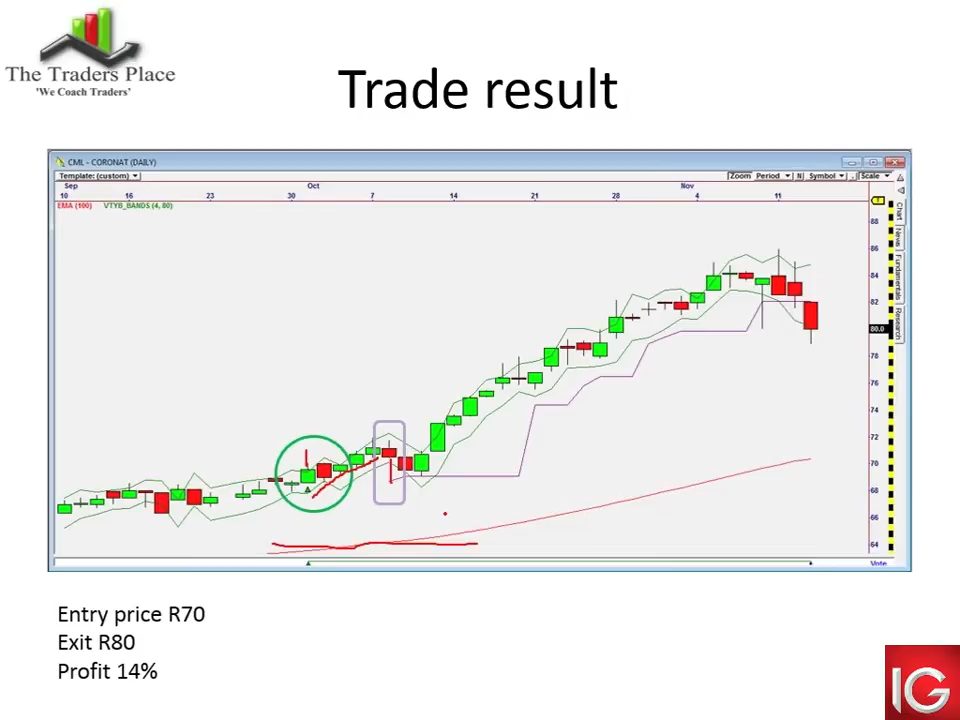 The Traders Place
'We Coach Traders'
Trade result
CML - CORONAT (DAILY)
Template: (custom)
Zoom Period N Symbol . Scale
Sep Oct Nov
10 16 23 30 7 14 21 28 4 11
EMA (100) VTYB_BANDS (4, 80)
88
86
84
82
80.0
78
76
74
72
70
68
66
64
Chart
News
Fundamentals
Research
Vote
Entry price R70
Exit R80
Profit 14%
IG